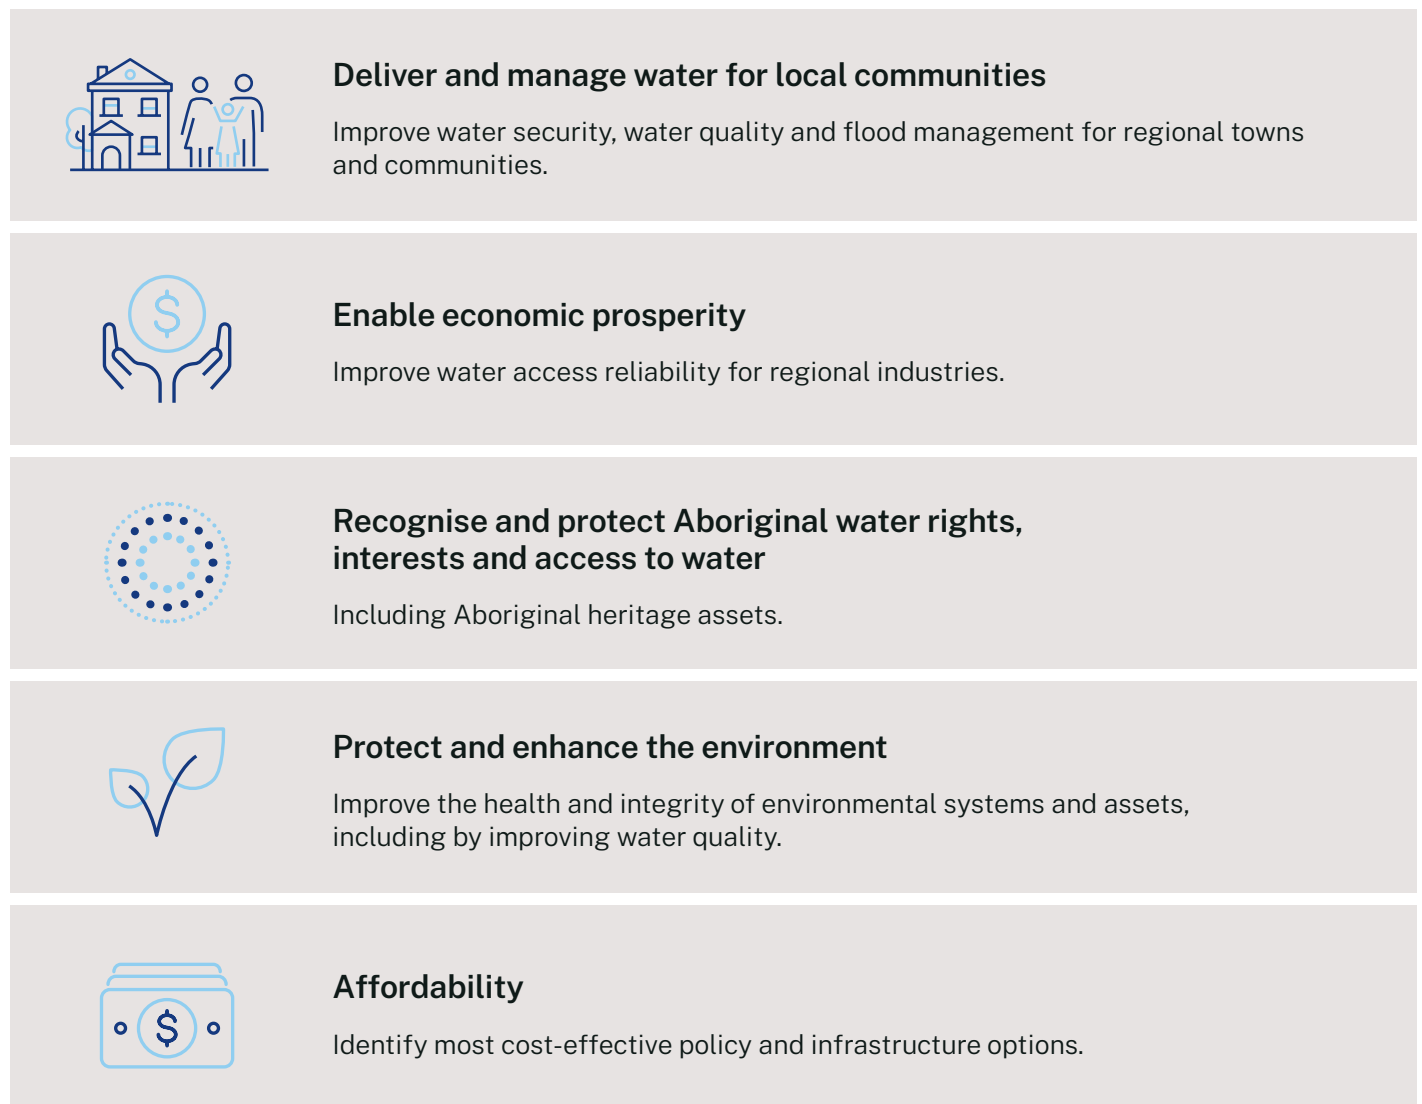 Deliver and manage water for local communities
Improve water security, water quality and flood management for regional towns
and communities.
$
Enable economic prosperity
Improve water access reliability for regional industries.
Recognise and protect Aboriginal water rights,
interests and access to water
Including Aboriginal heritage assets.
Protect and enhance the environment
Improve the health and integrity of environmental systems and assets,
including by improving water quality.
$
Affordability
Identify most cost-effective policy and infrastructure options.